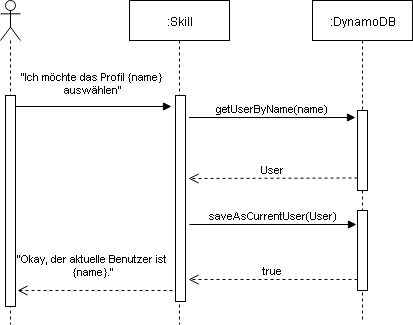 :Skill
:DynamoDB
"Ich möchte das Profil {name}
auswählen"
getUserByName(name)
User
saveAsCurrentUser(User)
"Okay, der aktuelle Benutzer ist
{name}."
true